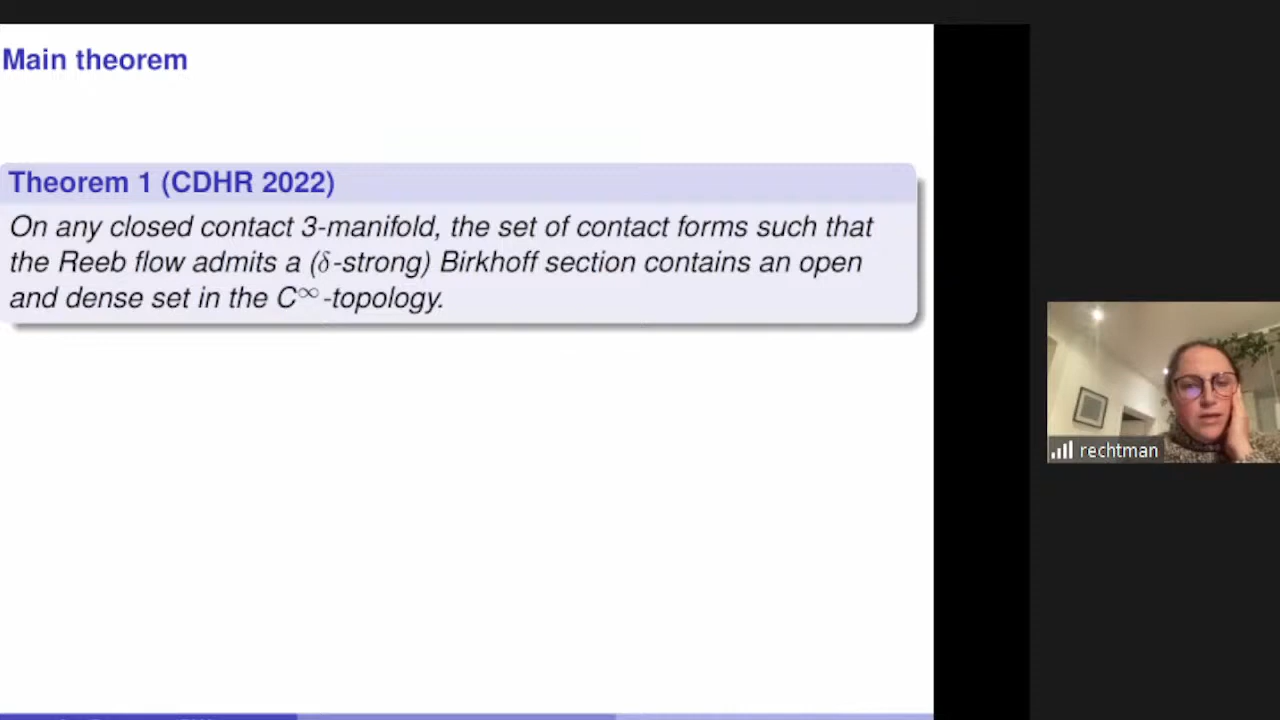 Main theorem
Theorem 1 (CDHR 2022)
On any closed contact 3-manifold, the set of contact forms such that
the Reeb flow admits a (δ-strong) Birkhoff section contains an open
and dense set in the C∞-topology.
rechtman